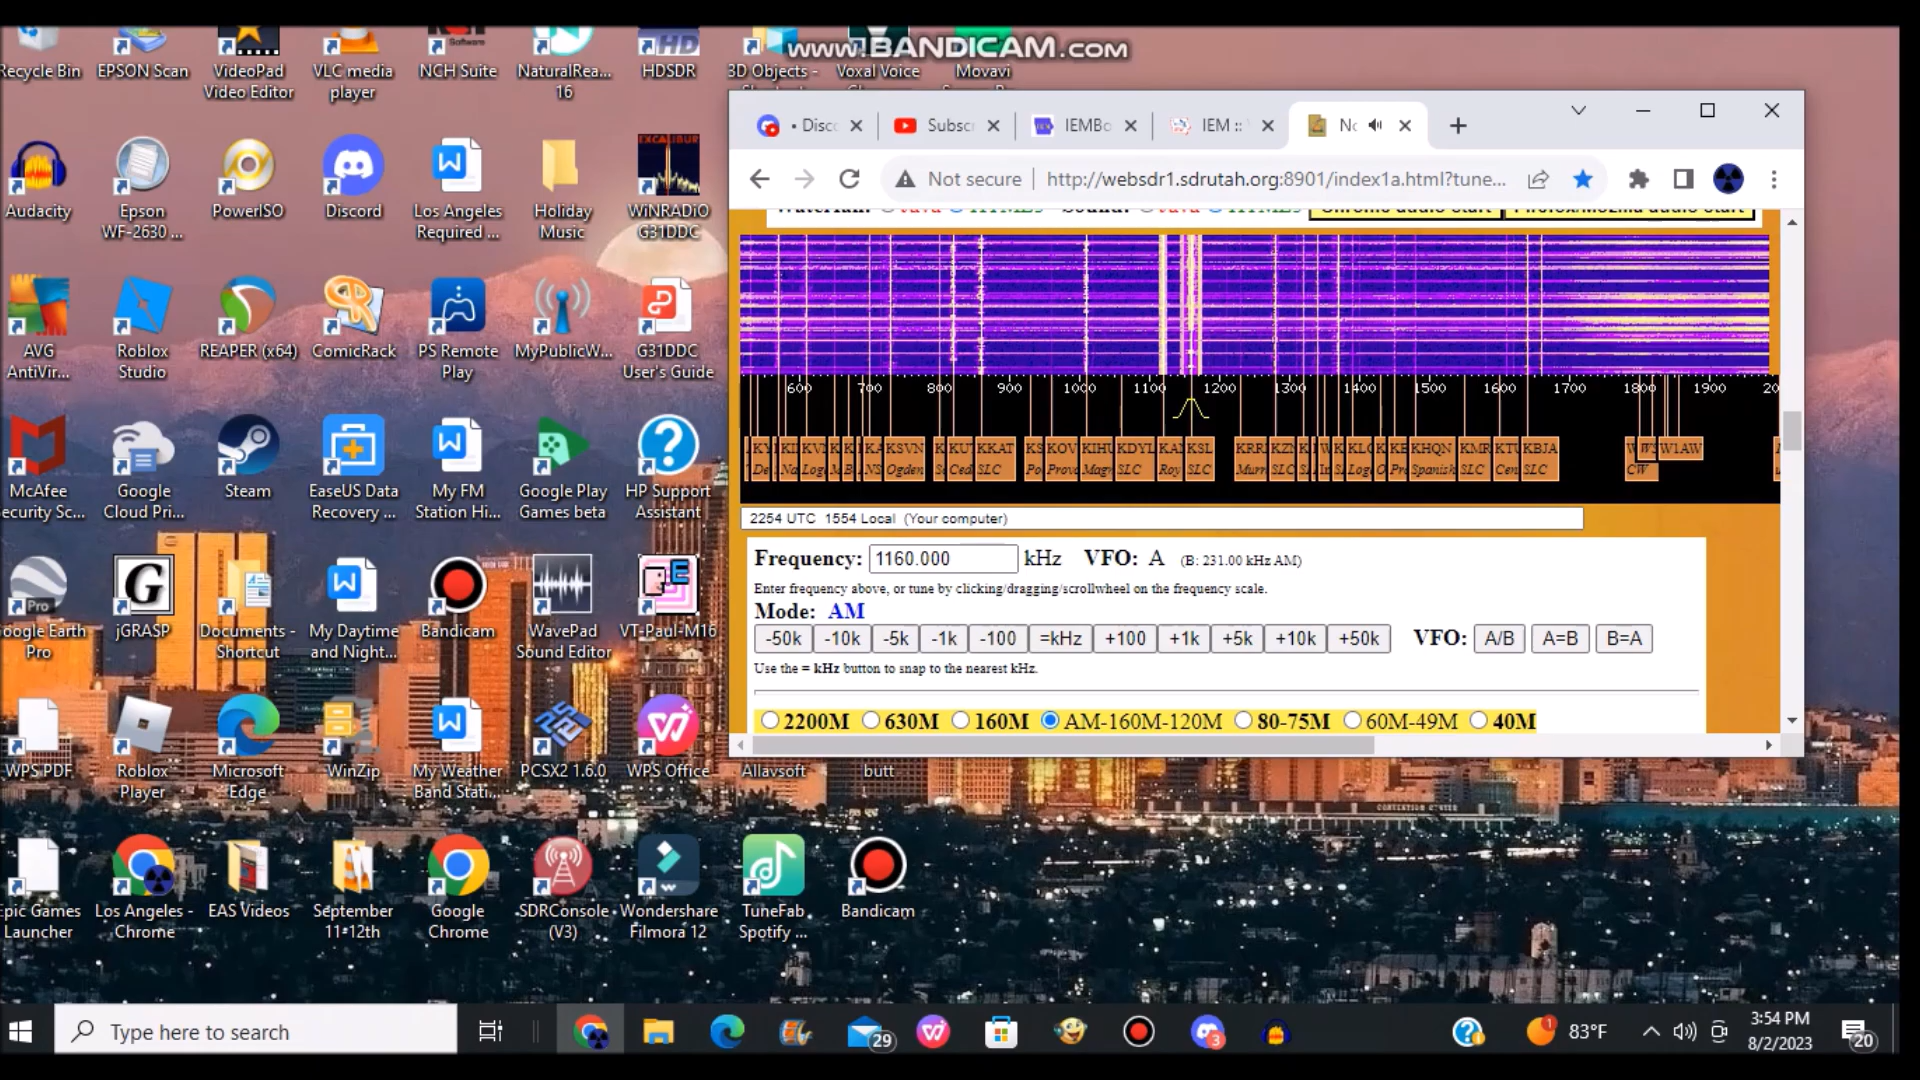 www.BANDICAM.com
Recycle Bin
EPSON Scan
VideoPad
Video Editor
VLC media
player
NCH Suite
NaturalRea...
16
HDSDR
3D Objects -
Voxal Voice
Movavi
Audacity
Epson
WF-2630 ...
PowerISO
Discord
Los Angeles
Required ...
Holiday
Music
EXCALIBUR
WiNRADiO
G31DDC
AVG
AntiVir...
Roblox
Studio
REAPER (x64)
ComicRack
PS Remote
Play
MyPublicW...
G31DDC
User's Guide
McAfee
ecurity Sc...
Google
Cloud Pri...
Steam
EaseUS Data
Recovery ...
My FM
Station Hi...
Google Play
Games beta
HP Support
Assistant
Pro
oogle Earth
Pro
jGRASP
Documents -
Shortcut
My Daytime
and Night...
Bandicam
WavePad
Sound Editor
VT-Paul-M16
WPS PDF
Roblox
Player
Microsoft
Edge
WinZip
My Weather
Band Stati...
PCSX2 1.6.0
WPS Office
Allavsoft
butt
pic Games
Launcher
Los Angeles -
Chrome
EAS Videos
September
11-12th
Google
Chrome
SDRConsole
(V3)
Wondershare
Filmora 12
TuneFab
Spotify ...
Bandicam
• Disc
Subsc
IEMBo
IEM ::
No
Not secure
http://websdr1.sdrutah.org:8901/index1a.html?tune...
600 700 800 900 1000 1100 1200 1300 1400 1500 1600 1700 1800 1900 20
KSVN
Ogden
KKAT
SLC
KDYL
SLC
KSL
SLC
KHQN
Spanish
KBJA
SLC
W1AW
CW
2254 UTC 1554 Local (Your computer)
Frequency: 1160.000 kHz VFO: A (B: 231.00 kHz AM)
Enter frequency above, or tune by clicking/dragging/scrollwheel on the frequency scale.
Mode: AM
-50k -10k -5k -1k -100 =kHz +100 +1k +5k +10k +50k VFO: A/B A=B B=A
Use the = kHz button to snap to the nearest kHz.
2200M 630M 160M AM-160M-120M 80-75M 60M-49M 40M
CONVENTION CENTER
Type here to search
29
3
1
83°F
3:54 PM
8/2/2023
20